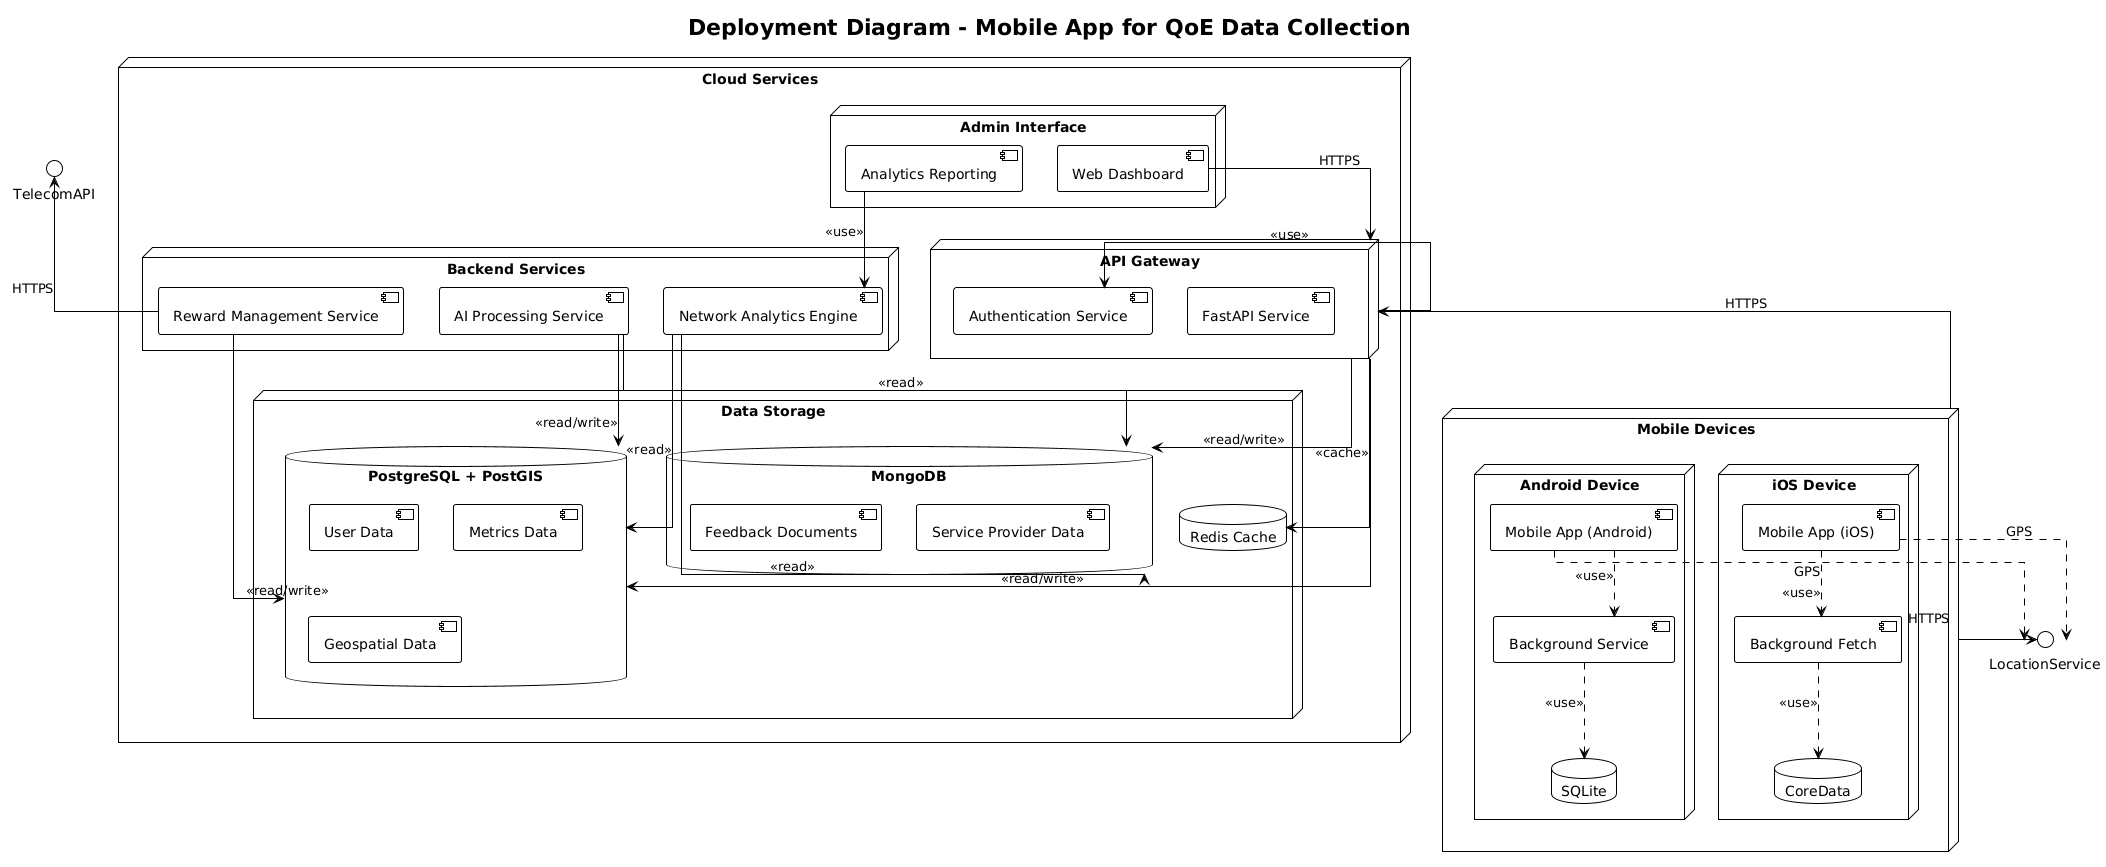 Deployment Diagram - Mobile App for QoE Data Collection
Cloud Services
Admin Interface
Analytics Reporting
Web Dashboard
HTTPS
TelecomAPI
HTTPS
«use»
«use»
Backend Services
Reward Management Service
AI Processing Service
Network Analytics Engine
API Gateway
Authentication Service
FastAPI Service
HTTPS
«read»
Data Storage
«read/write»
«read»
«read/write»
«cache»
PostgreSQL + PostGIS
User Data
Metrics Data
Geospatial Data
MongoDB
Feedback Documents
Service Provider Data
Redis Cache
«read»
«read/write»
«read/write»
Mobile Devices
Android Device
Mobile App (Android)
«use»
Background Service
«use»
SQLite
iOS Device
Mobile App (iOS)
GPS
GPS
«use»
Background Fetch
«use»
CoreData
HTTPS
LocationService